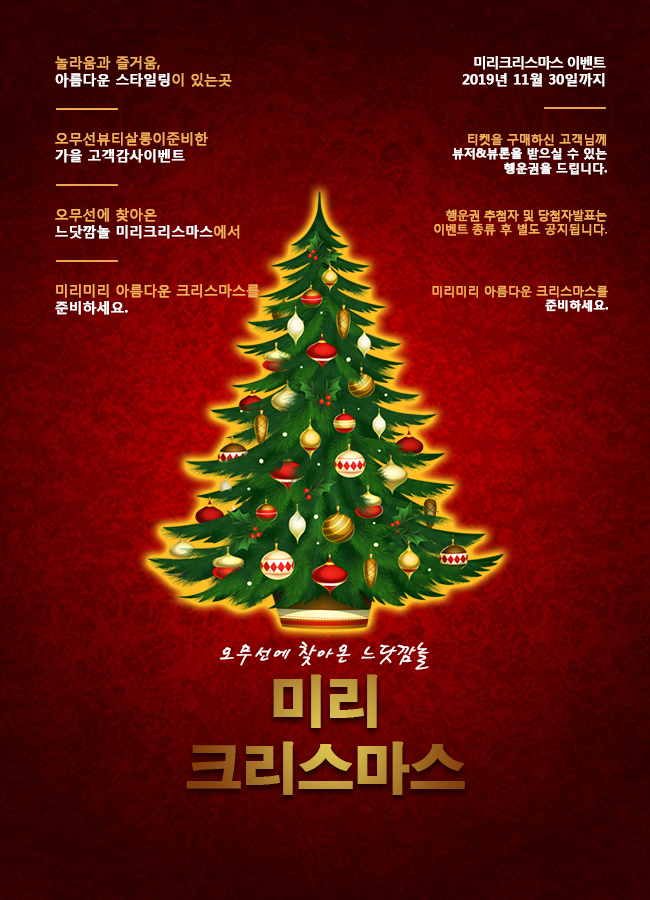 놀라움과 즐거움,
아름다운 스타일링이 있는곳
오무선뷰티살롱이준비한
가을 고객감사이벤트
오무선에 찾아온
느닷깜놀 미리크리스마스에서
미리미리 아름다운 크리스마스를
준비하세요.
미리크리스마스 이벤트
2019년 11월 30일까지
티켓을 구매하신 고객님께
뷰저&뷰론을 받으실 수 있는
행운권을 드립니다.
행운권 추첨자 및 당첨자발표는
이벤트 종류 후 별도 공지됩니다.
미리미리 아름다운 크리스마스를
준비하세요.
오무선에 찾아온 느닷깜놀
미리
크리스마스